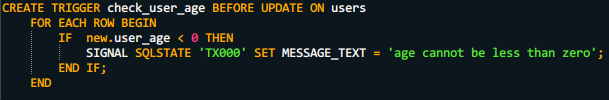 CREATE TRIGGER check_user_age BEFORE UPDATE ON users
FOR EACH ROW BEGIN
IF new.user_age < 0 THEN
SIGNAL SQLSTATE 'TX000' SET MESSAGE_TEXT = 'age cannot be less than zero';
END IF;
END